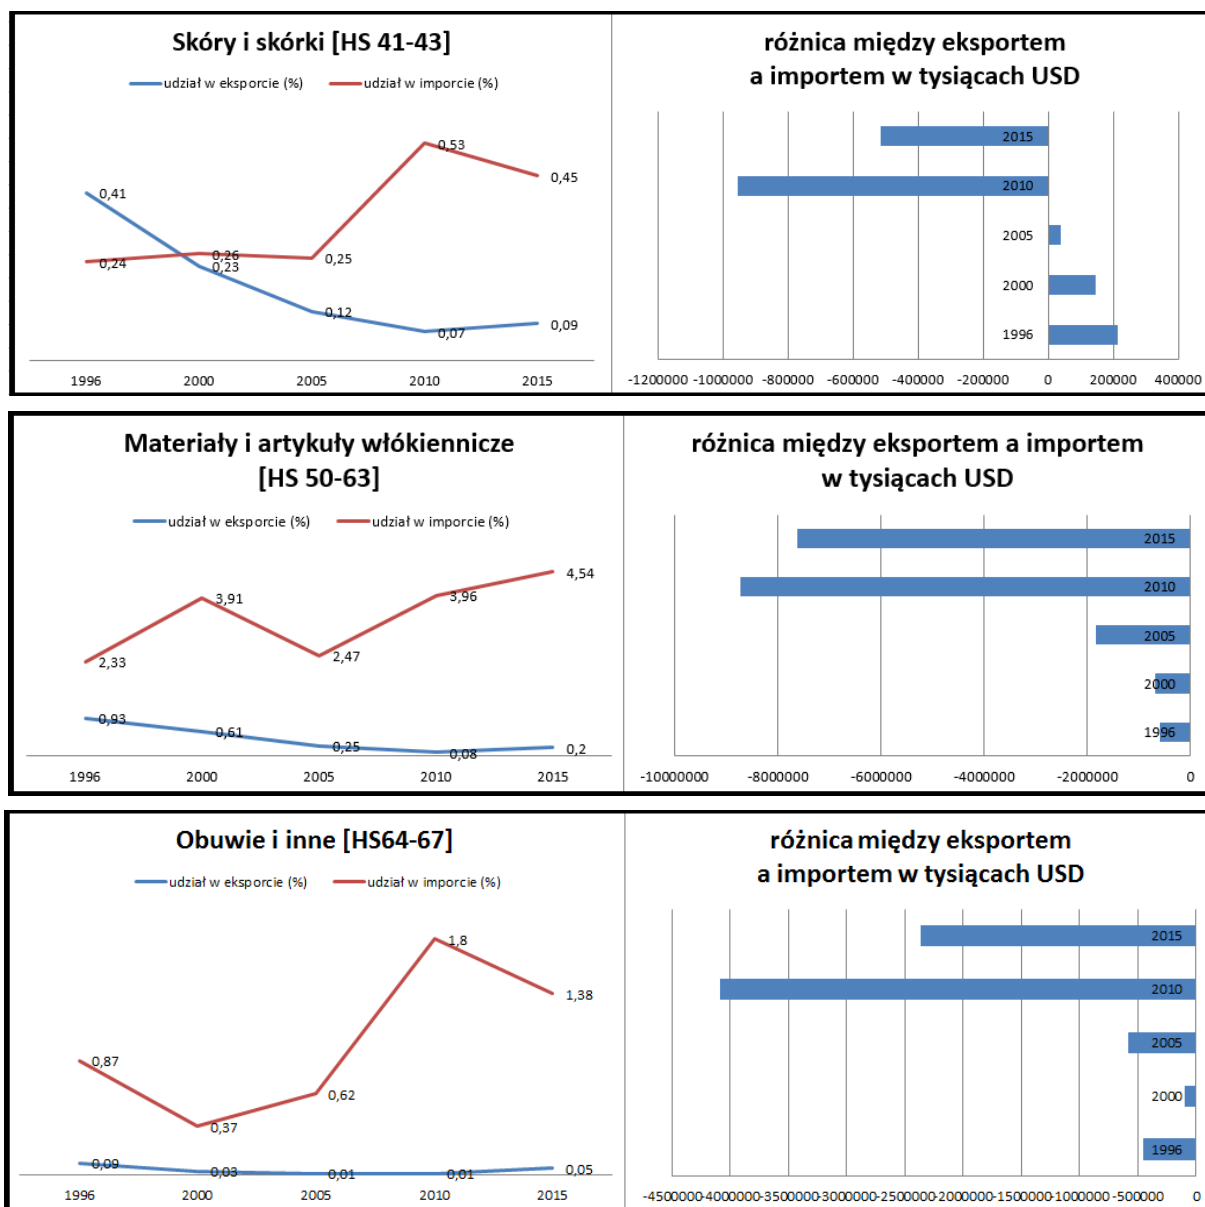 Skóry i skórki [HS 41-43]
udział w eksporcie (%) udział w imporcie (%)
0,41
0,24
0,26
0,23
0,25
0,12
0,53
0,07
0,45
0,09
1996 2000 2005 2010 2015
różnica między eksportem
a importem w tysiącach USD
2015
2010
2005
2000
1996
-1200000 -1000000 -800000 -600000 -400000 -200000 0 200000 400000
Materiały i artykuły włókiennicze
[HS 50-63]
udział w eksporcie (%) udział w imporcie (%)
2,33
0,93
3,91
0,61
2,47
0,25
3,96
0,08
4,54
0,2
1996 2000 2005 2010 2015
różnica między eksportem a importem
w tysiącach USD
2015
2010
2005
2000
1996
-10000000 -8000000 -6000000 -4000000 -2000000 0
Obuwie i inne [HS64-67]
udział w eksporcie (%) udział w imporcie (%)
0,87
0,09
0,37
0,03
0,62
0,01
1,8
0,01
1,38
0,05
1996 2000 2005 2010 2015
różnica między eksportem
a importem w tysiącach USD
2015
2010
2005
2000
1996
-4500000 -4000000 -3500000 -3000000 -2500000 -2000000 -1500000 -1000000 -500000 0